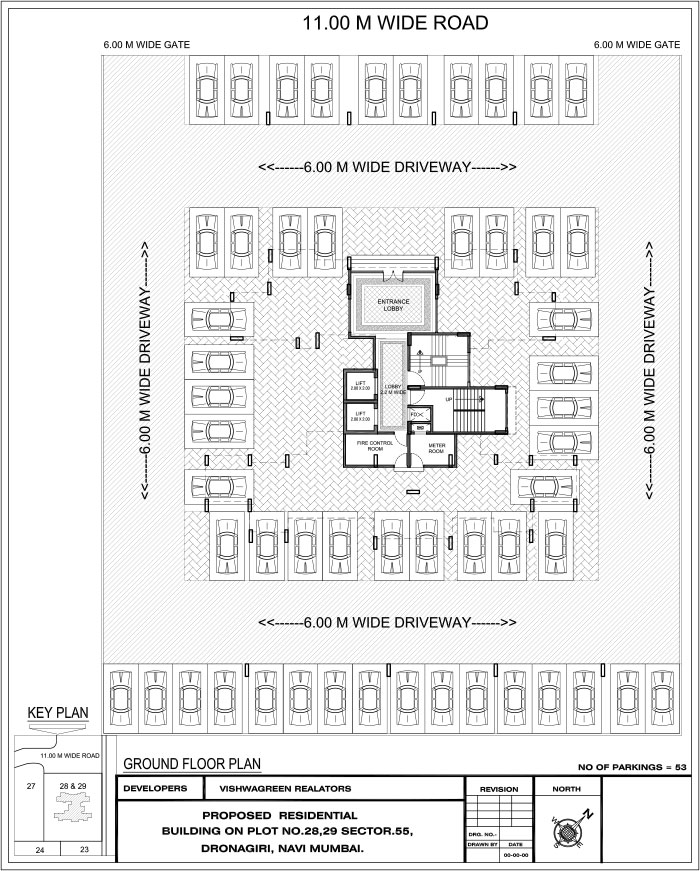 11.00 M WIDE ROAD
6.00 M WIDE GATE
6.00 M WIDE GATE
<<------6.00 M WIDE DRIVEWAY------>>
<<------6.00 M WIDE DRIVEWAY------>>
<<------6.00 M WIDE DRIVEWAY------>>
ENTRANCE
LOBBY
LIFT
2.00 X 2.00
LOBBY
2.2 M WIDE
UP
LIFT
2.00 X 2.00
FIRE CONTROL
ROOM
METER
ROOM
<<------6.00 M WIDE DRIVEWAY------>>
KEY PLAN
11.00 M WIDE ROAD
27
28 & 29
24
23
GROUND FLOOR PLAN
NO OF PARKINGS = 53
DEVELOPERS
VISHWAGREEN REALATORS
PROPOSED RESIDENTIAL
BUILDING ON PLOT NO.28,29 SECTOR.55,
DRONAGIRI, NAVI MUMBAI.
REVISION
DRG. NO.-
DRAWN BY
DATE
00-00-00
NORTH
N